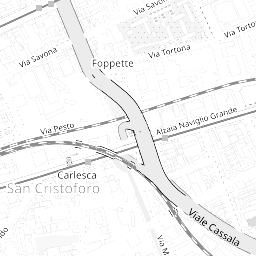 Via Savona
Via Tortona
Via Savona
Via Tortona
Foppette
Via Pesto
Alzaia Naviglio Grande
Carlesca
San Cristoforo
Viale Cassala
Via M